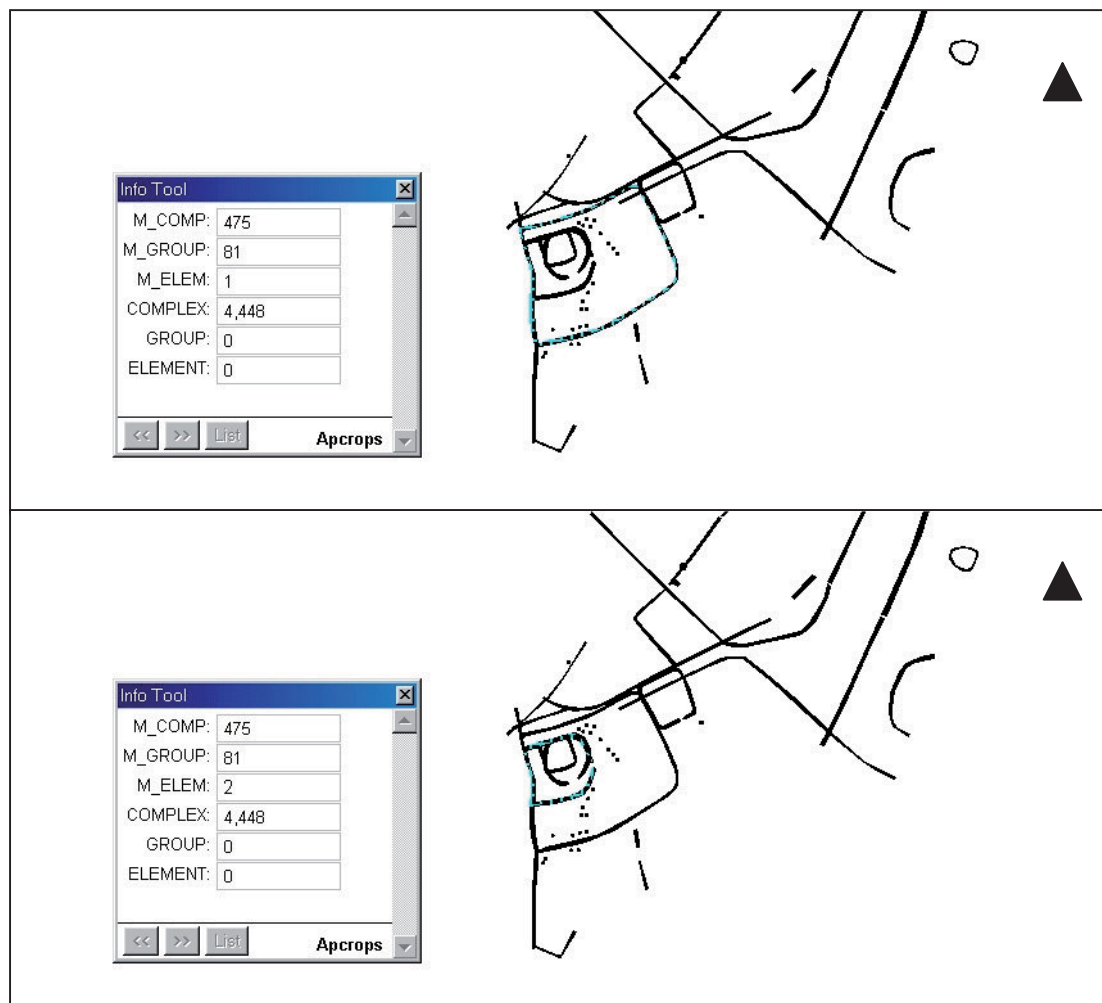 Info Tool
M_COMP: 475
M_GROUP: 81
M_ELEM: 1
COMPLEX: 4,448
GROUP: 0
ELEMENT: 0
<< >> List Apcrops
Info Tool
M_COMP: 475
M_GROUP: 81
M_ELEM: 2
COMPLEX: 4,448
GROUP: 0
ELEMENT: 0
<< >> List Apcrops